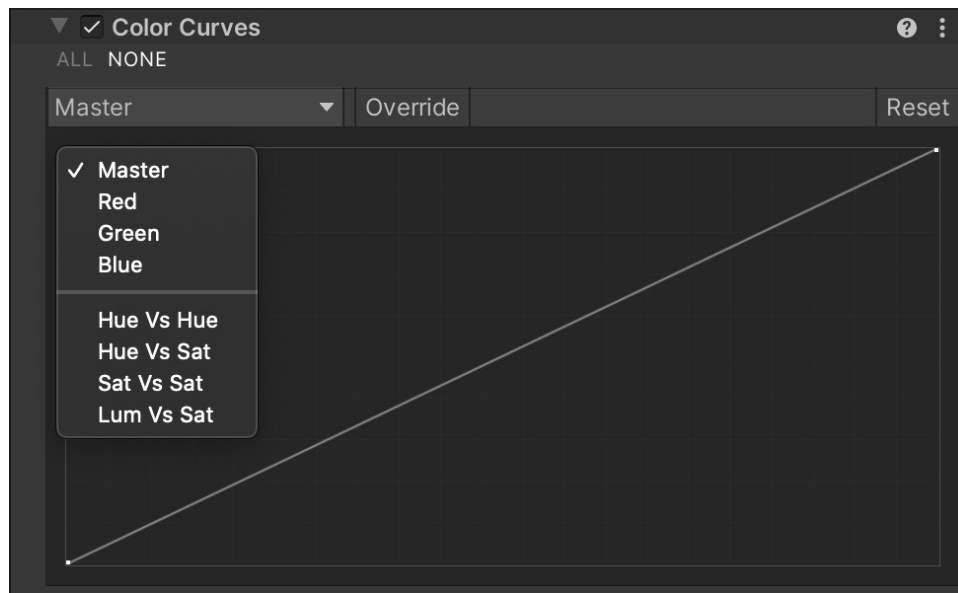 Color Curves
ALL NONE
Master Override Reset
Master
Red
Green
Blue
Hue Vs Hue
Hue Vs Sat
Sat Vs Sat
Lum Vs Sat